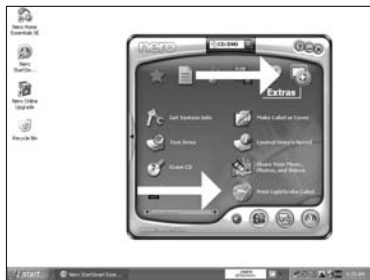 Nero Home
Essentials SE
nero
CD/DVD
Nero
StartSm...
Extras
Nero Online
Upgrade
Get System Info
Make Label or Cover
Recycle Bin
Test Drive
Control Drive's Speed
Erase CD
Share Your Music,
Photos, and Videos
Print LightScribe Label
start
Nero StartSmart Esse...